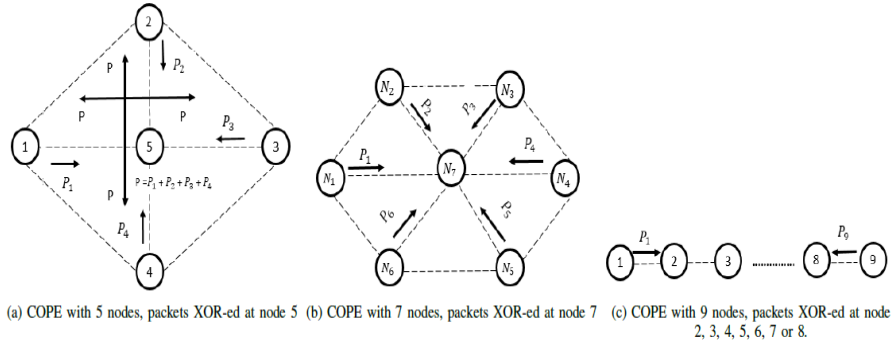 2
P
P₂
P
P
P₃
1
5
3
P₁
P = P₁ + P₂ + P₃ + P₄
P
P₄
4
N₂
N₃
P₂
P₃
P₁
P₄
N₁
N₇
N₄
P₆
P₅
N₆
N₅
P₁
P₉
1
2
3
8
9
(a) COPE with 5 nodes, packets XOR-ed at node 5
(b) COPE with 7 nodes, packets XOR-ed at node 7
(c) COPE with 9 nodes, packets XOR-ed at node
2, 3, 4, 5, 6, 7 or 8.